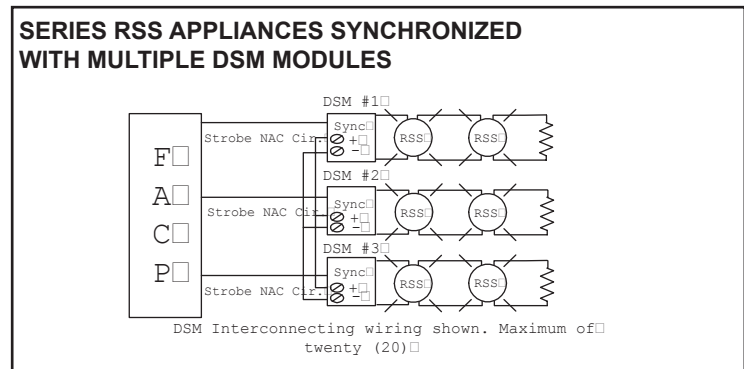 SERIES RSS APPLIANCES SYNCHRONIZED
WITH MULTIPLE DSM MODULES
DSM #1
Sync
Strobe NAC Cir.
+
−
RSS
RSS
F
A
C
P
DSM #2
Sync
Strobe NAC Cir.
+
−
RSS
RSS
DSM #3
Sync
Strobe NAC Cir.
+
−
RSS
RSS
DSM Interconnecting wiring shown. Maximum of
twenty (20)